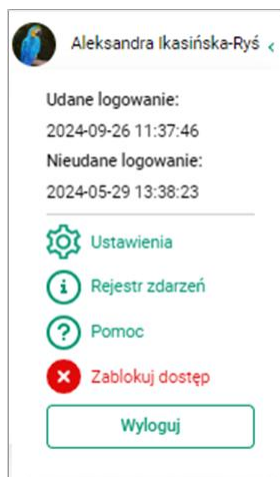 Aleksandra Ikasińska-Ryś
Udane logowanie:
2024-09-26 11:37:46
Nieudane logowanie:
2024-05-29 13:38:23
Ustawienia
Rejestr zdarzeń
Pomoc
Zablokuj dostęp
Wyloguj